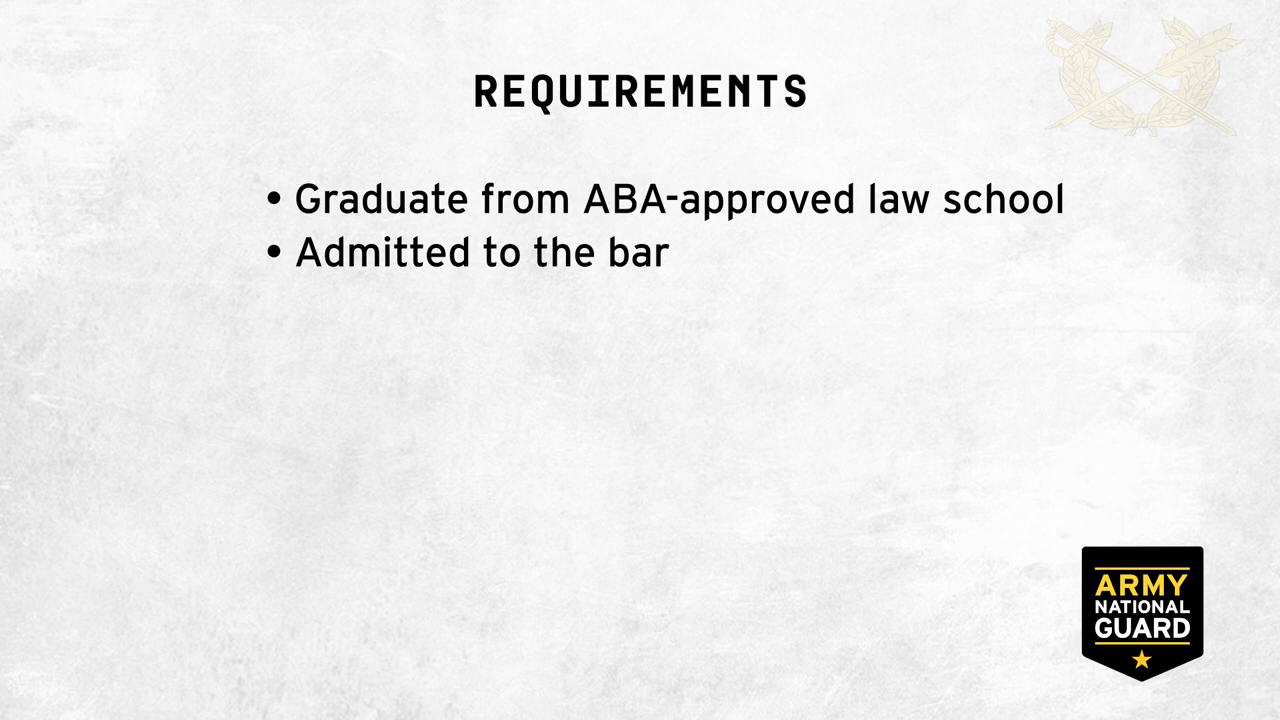 REQUIREMENTS
• Graduate from ABA-approved law school
• Admitted to the bar
ARMY
NATIONAL
GUARD